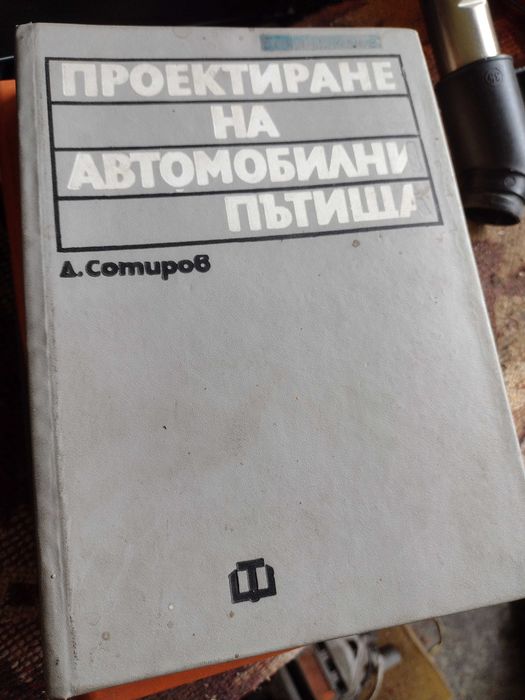 ПРОЕКТИРАНЕ
НА
АВТОМОБИЛНИ
ПЪТИЩА
Д. Сотиров